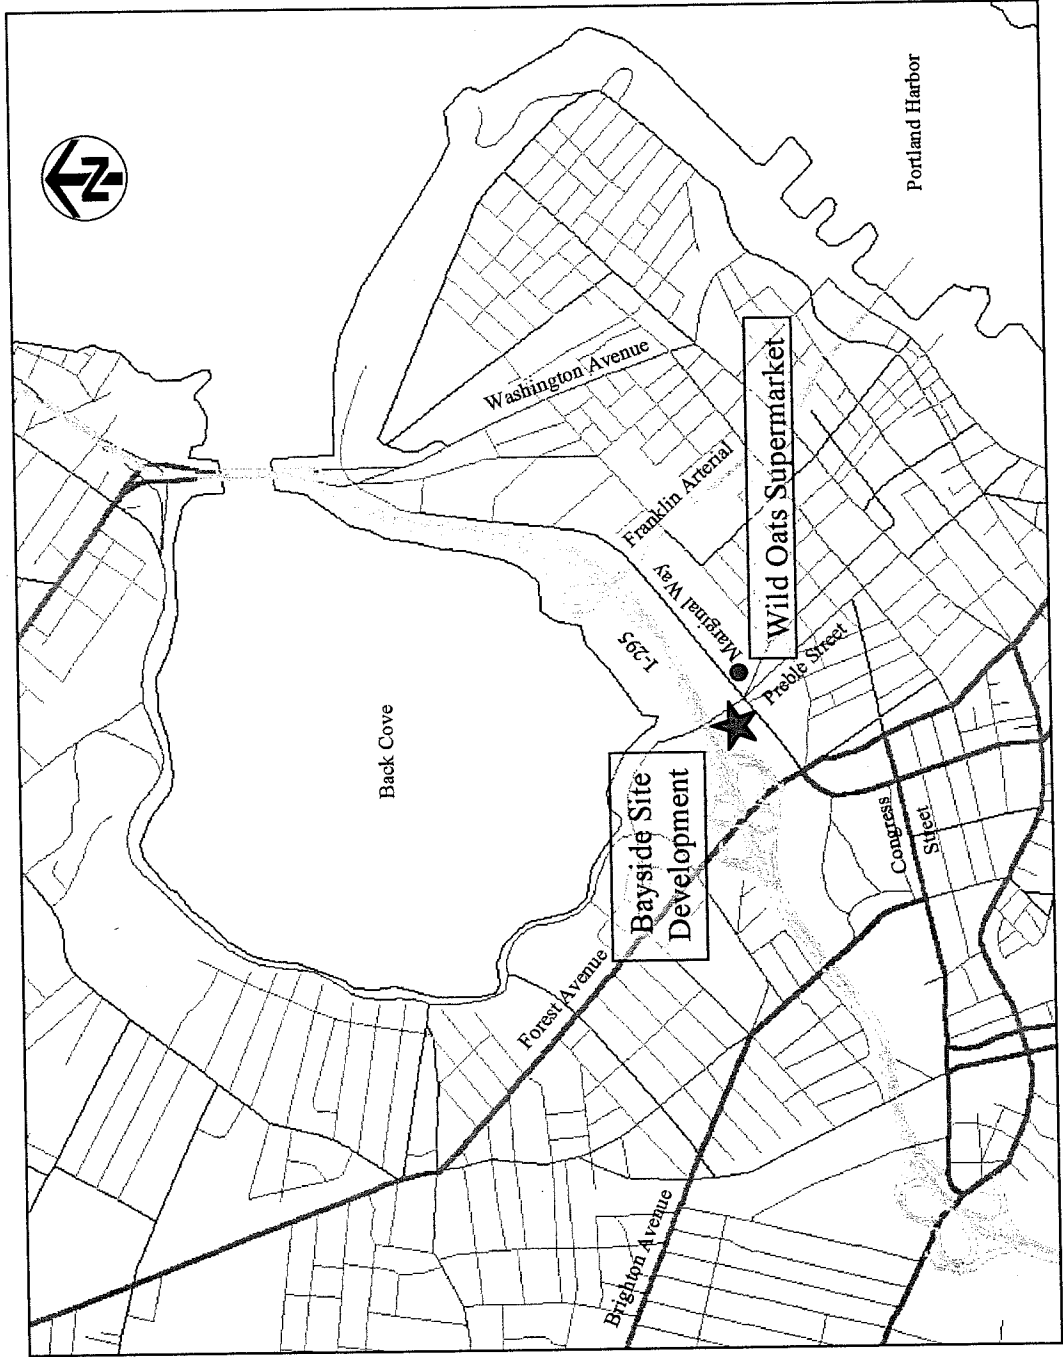 N
Back Cove
Forest Avenue
Washington Avenue
I-295
Bayside Site
Development
Brighton Avenue
Franklin Arterial
Marginal Way
Wild Oats Supermarket
Preble Street
Congress
Street
Portland Harbor